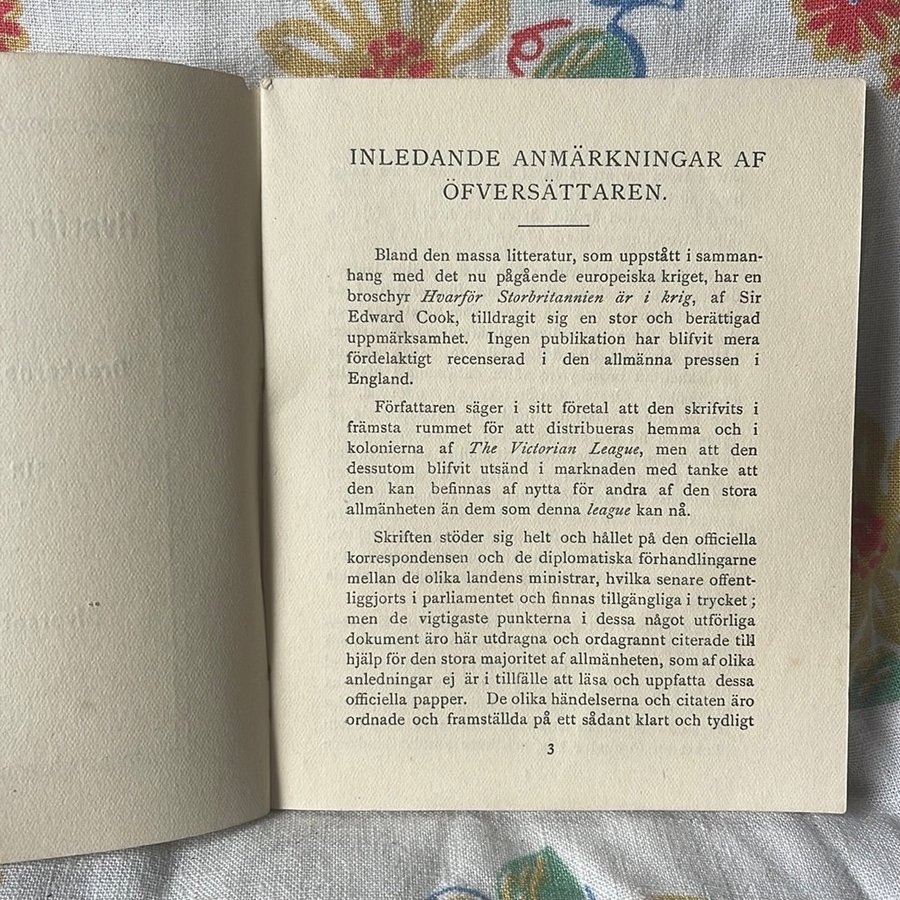 INLEDANDE ANMÄRKNINGAR AF
ÖFVERSÄTTAREN.
Bland den massa litteratur, som uppstått i samman-
hang med det nu pågående europeiska kriget, har en
broschyr Hvarför Storbritannien är i krig, af Sir
Edward Cook, tilldragit sig en stor och berättigad
uppmärksamhet. Ingen publikation har blifvit mera
fördelaktigt recenserad i den allmänna pressen i
England.
Författaren säger i sitt företal att den skrifvits i
främsta rummet för att distribueras hemma och i
kolonierna af The Victorian League, men att den
dessutom blifvit utsänd i marknaden med tanke att
den kan befinnas af nytta för andra af den stora
allmänheten än dem som denna league kan nå.
Skriften stöder sig helt och hållet på den officiella
korrespondensen och de diplomatiska förhandlingarne
mellan de olika landens ministrar, hvilka senare offent-
liggjorts i parliamentet och finnas tillgängliga i trycket;
men de vigtigaste punkterna i dessa något utförliga
dokument äro här utdragna och ordagrannt citerade till
hjälp för den stora majoritet af allmänheten, som af olika
anledningar ej är i tillfälle att läsa och uppfatta dessa
officiella papper. De olika händelserna och citaten äro
ordnade och framställda på ett sådant klart och tydligt
3